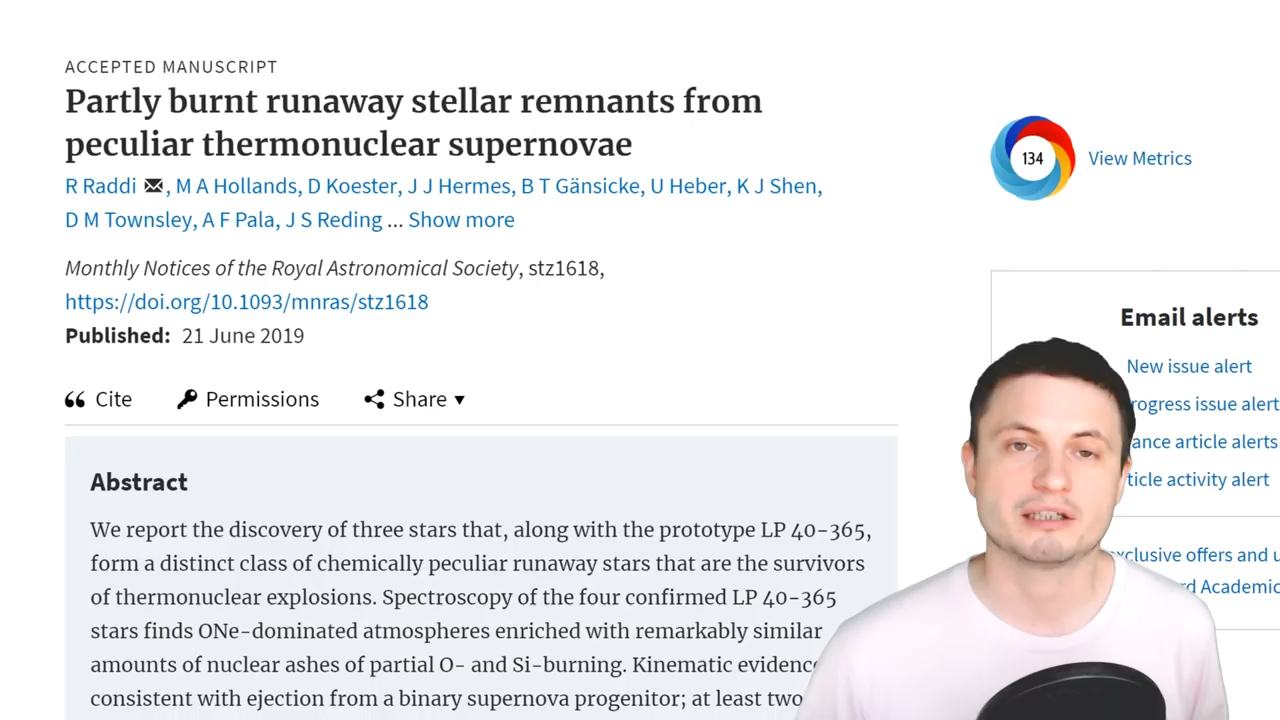 ACCEPTED MANUSCRIPT
Partly burnt runaway stellar remnants from
peculiar thermonuclear supernovae
R Raddi, M A Hollands, D Koester, J J Hermes, B T Gänsicke, U Heber, K J Shen,
D M Townsley, A F Pala, J S Reding ... Show more
Monthly Notices of the Royal Astronomical Society, stz1618,
https://doi.org/10.1093/mnras/stz1618
Published: 21 June 2019
Cite Permissions Share
134 View Metrics
Email alerts
New issue alert
issue alert
article alerts
activity alert
offers and
Abstract
We report the discovery of three stars that, along with the prototype LP 40-365,
form a distinct class of chemically peculiar runaway stars that are the survivors
of thermonuclear explosions. Spectroscopy of the four confirmed LP 40-365
stars finds ONe-dominated atmospheres enriched with remarkably similar
amounts of nuclear ashes of partial O- and Si-burning. Kinematic
consistent with ejection from a binary supernova progenitor; at least two